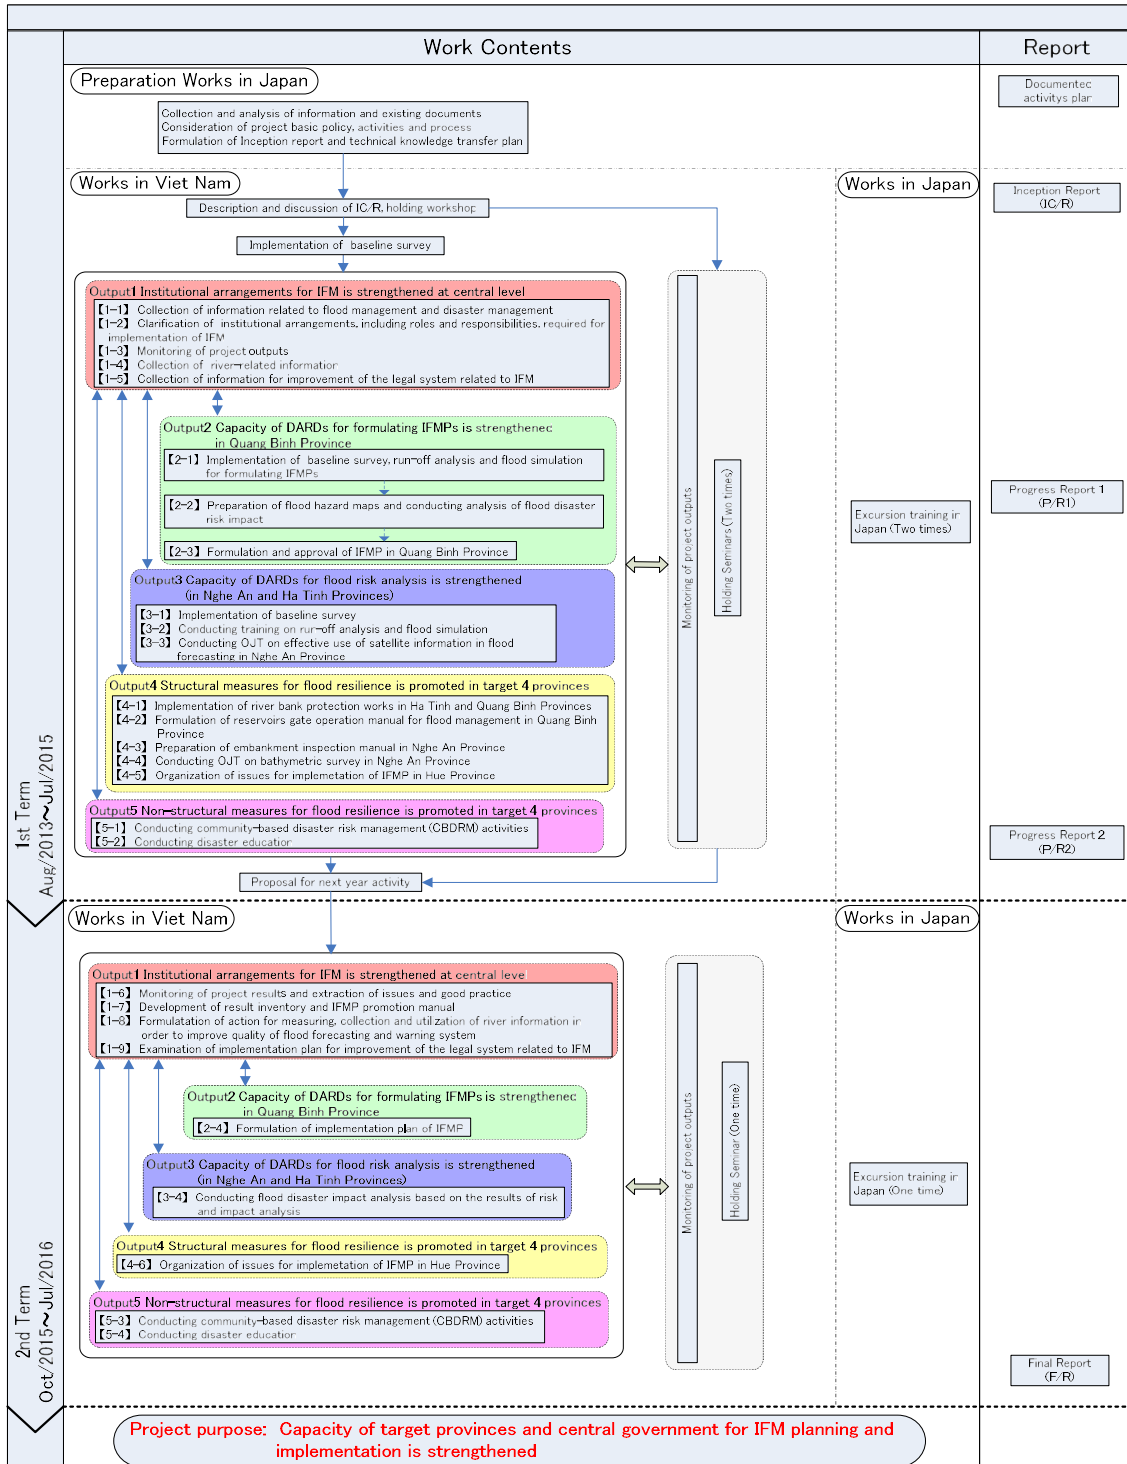 Work Contents
Report
Preparation Works in Japan
Documentec
activitys plan
Collection and analysis of information and existing documents
Consideration of project basic policy, activities and process
Formulation of Inception report and technical knowledge transfer plan
Works in Viet Nam
Works in Japan
Inception Report
(IC/R)
Description and discussion of IC/R, holding workshop
Implementation of baseline survey
Output1 Institutional arrangements for IFM is strengthened at central level
【1-1】 Collection of information related to flood management and disaster management
【1-2】 Clarification of institutional arrangements, including roles and responsibilities, required for
implementation of IFM
【1-3】 Monitoring of project outputs
【1-4】 Collection of river-related information
【1-5】 Collection of information for improvement of the legal system related to IFM
Output2 Capacity of DARDs for formulating IFMPs is strengthenec
in Quang Binh Province
【2-1】 Implementation of baseline survey, run-off analysis and flood simulation
for formulating IFMPs
【2-2】 Preparation of flood hazard maps and conducting analysis of flood disaster
risk impact
【2-3】 Formulation and approval of IFMP in Quang Binh Province
Output3 Capacity of DARDs for flood risk analysis is strengthened
(in Nghe An and Ha Tinh Provinces)
【3-1】 Implementation of baseline survey
【3-2】 Conducting training on run-off analysis and flood simulation
【3-3】 Conducting OJT on effective use of satellite information in flood
forecasting in Nghe An Province
Output4 Structural measures for flood resilience is promoted in target 4 provinces
【4-1】 Implementation of river bank protection works in Ha Tinh and Quang Binh Provinces
【4-2】 Formulation of reservoirs gate operation manual for flood management in Quang Binh
Province
【4-3】 Preparation of embankment inspection manual in Nghe An Province
【4-4】 Conducting OJT on bathymetric survey in Nghe An Province
【4-5】 Organization of issues for implemetation of IFMP in Hue Province
Output5 Non-structural measures for flood resilience is promoted in target 4 provinces
【5-1】 Conducting community-based disaster risk management (CBDRM) activities
【5-2】 Conducting disaster education
Monitoring of project outputs
Holding Seminars (Two times)
Excursion training in
Japan (Two times)
Progress Report 1
(P/R1)
Progress Report 2
(P/R2)
Proposal for next year activity
1st Term
Aug/2013~Jul/2015
Works in Viet Nam
Works in Japan
Output1 Institutional arrangements for IFM is strengthened at central level
【1-6】 Monitoring of project results and extraction of issues and good practice
【1-7】 Development of result inventory and IFMP promotion manual
【1-8】 Formulatation of action for measuring, collection and utilization of river information in
order to improve quality of flood forecasting and warning system
【1-9】 Examination of implementation plan for improvement of the legal system related to IFM
Output2 Capacity of DARDs for formulating IFMPs is strengthenec
in Quang Binh Province
【2-4】 Formulation of implementation plan of IFMP
Output3 Capacity of DARDs for flood risk analysis is strengthened
(in Nghe An and Ha Tinh Provinces)
【3-4】 Conducting flood disaster impact analysis based on the results of risk
and impact analysis
Output4 Structural measures for flood resilience is promoted in target 4 provinces
【4-6】 Organization of issues for implemetation of IFMP in Hue Province
Output5 Non-structural measures for flood resilience is promoted in target 4 provinces
【5-3】 Conducting community-based disaster risk management (CBDRM) activities
【5-4】 Conducting disaster education
Monitoring of project outputs
Holding Seminar (One time)
Excursion training in
Japan (One time)
Final Report
(F/R)
2nd Term
Oct/2015~Jul/2016
Project purpose: Capacity of target provinces and central government for IFM planning and
implementation is strengthened